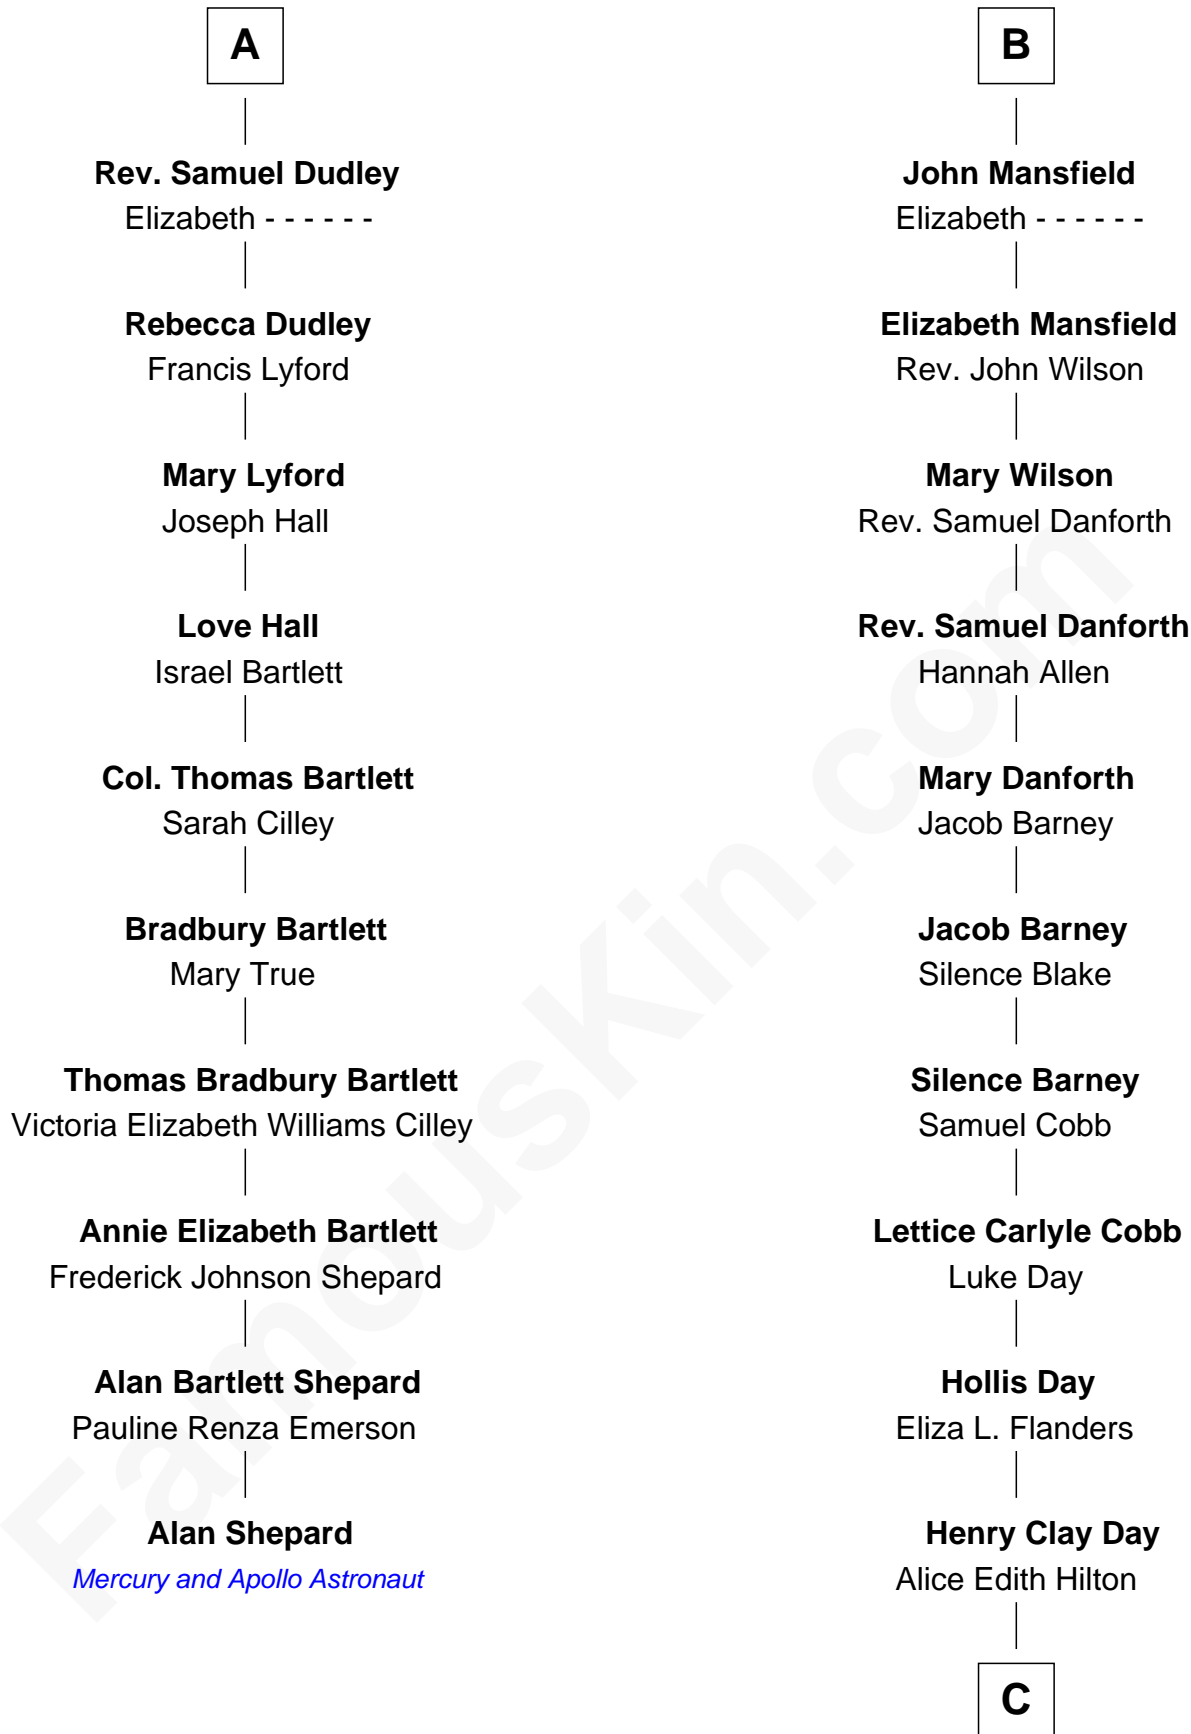 A
Rev. Samuel Dudley
Elizabeth - - - - - -
Rebecca Dudley
Francis Lyford
Mary Lyford
Joseph Hall
Love Hall
Israel Bartlett
Col. Thomas Bartlett
Sarah Cilley
Bradbury Bartlett
Mary True
Thomas Bradbury Bartlett
Victoria Elizabeth Williams Cilley
Annie Elizabeth Bartlett
Frederick Johnson Shepard
Alan Bartlett Shepard
Pauline Renza Emerson
Alan Shepard
Mercury and Apollo Astronaut
B
John Mansfield
Elizabeth - - - - - -
Elizabeth Mansfield
Rev. John Wilson
Mary Wilson
Rev. Samuel Danforth
Rev. Samuel Danforth
Hannah Allen
Mary Danforth
Jacob Barney
Jacob Barney
Silence Blake
Silence Barney
Samuel Cobb
Lettice Carlyle Cobb
Luke Day
Hollis Day
Eliza L. Flanders
Henry Clay Day
Alice Edith Hilton
C
FamousKin.com